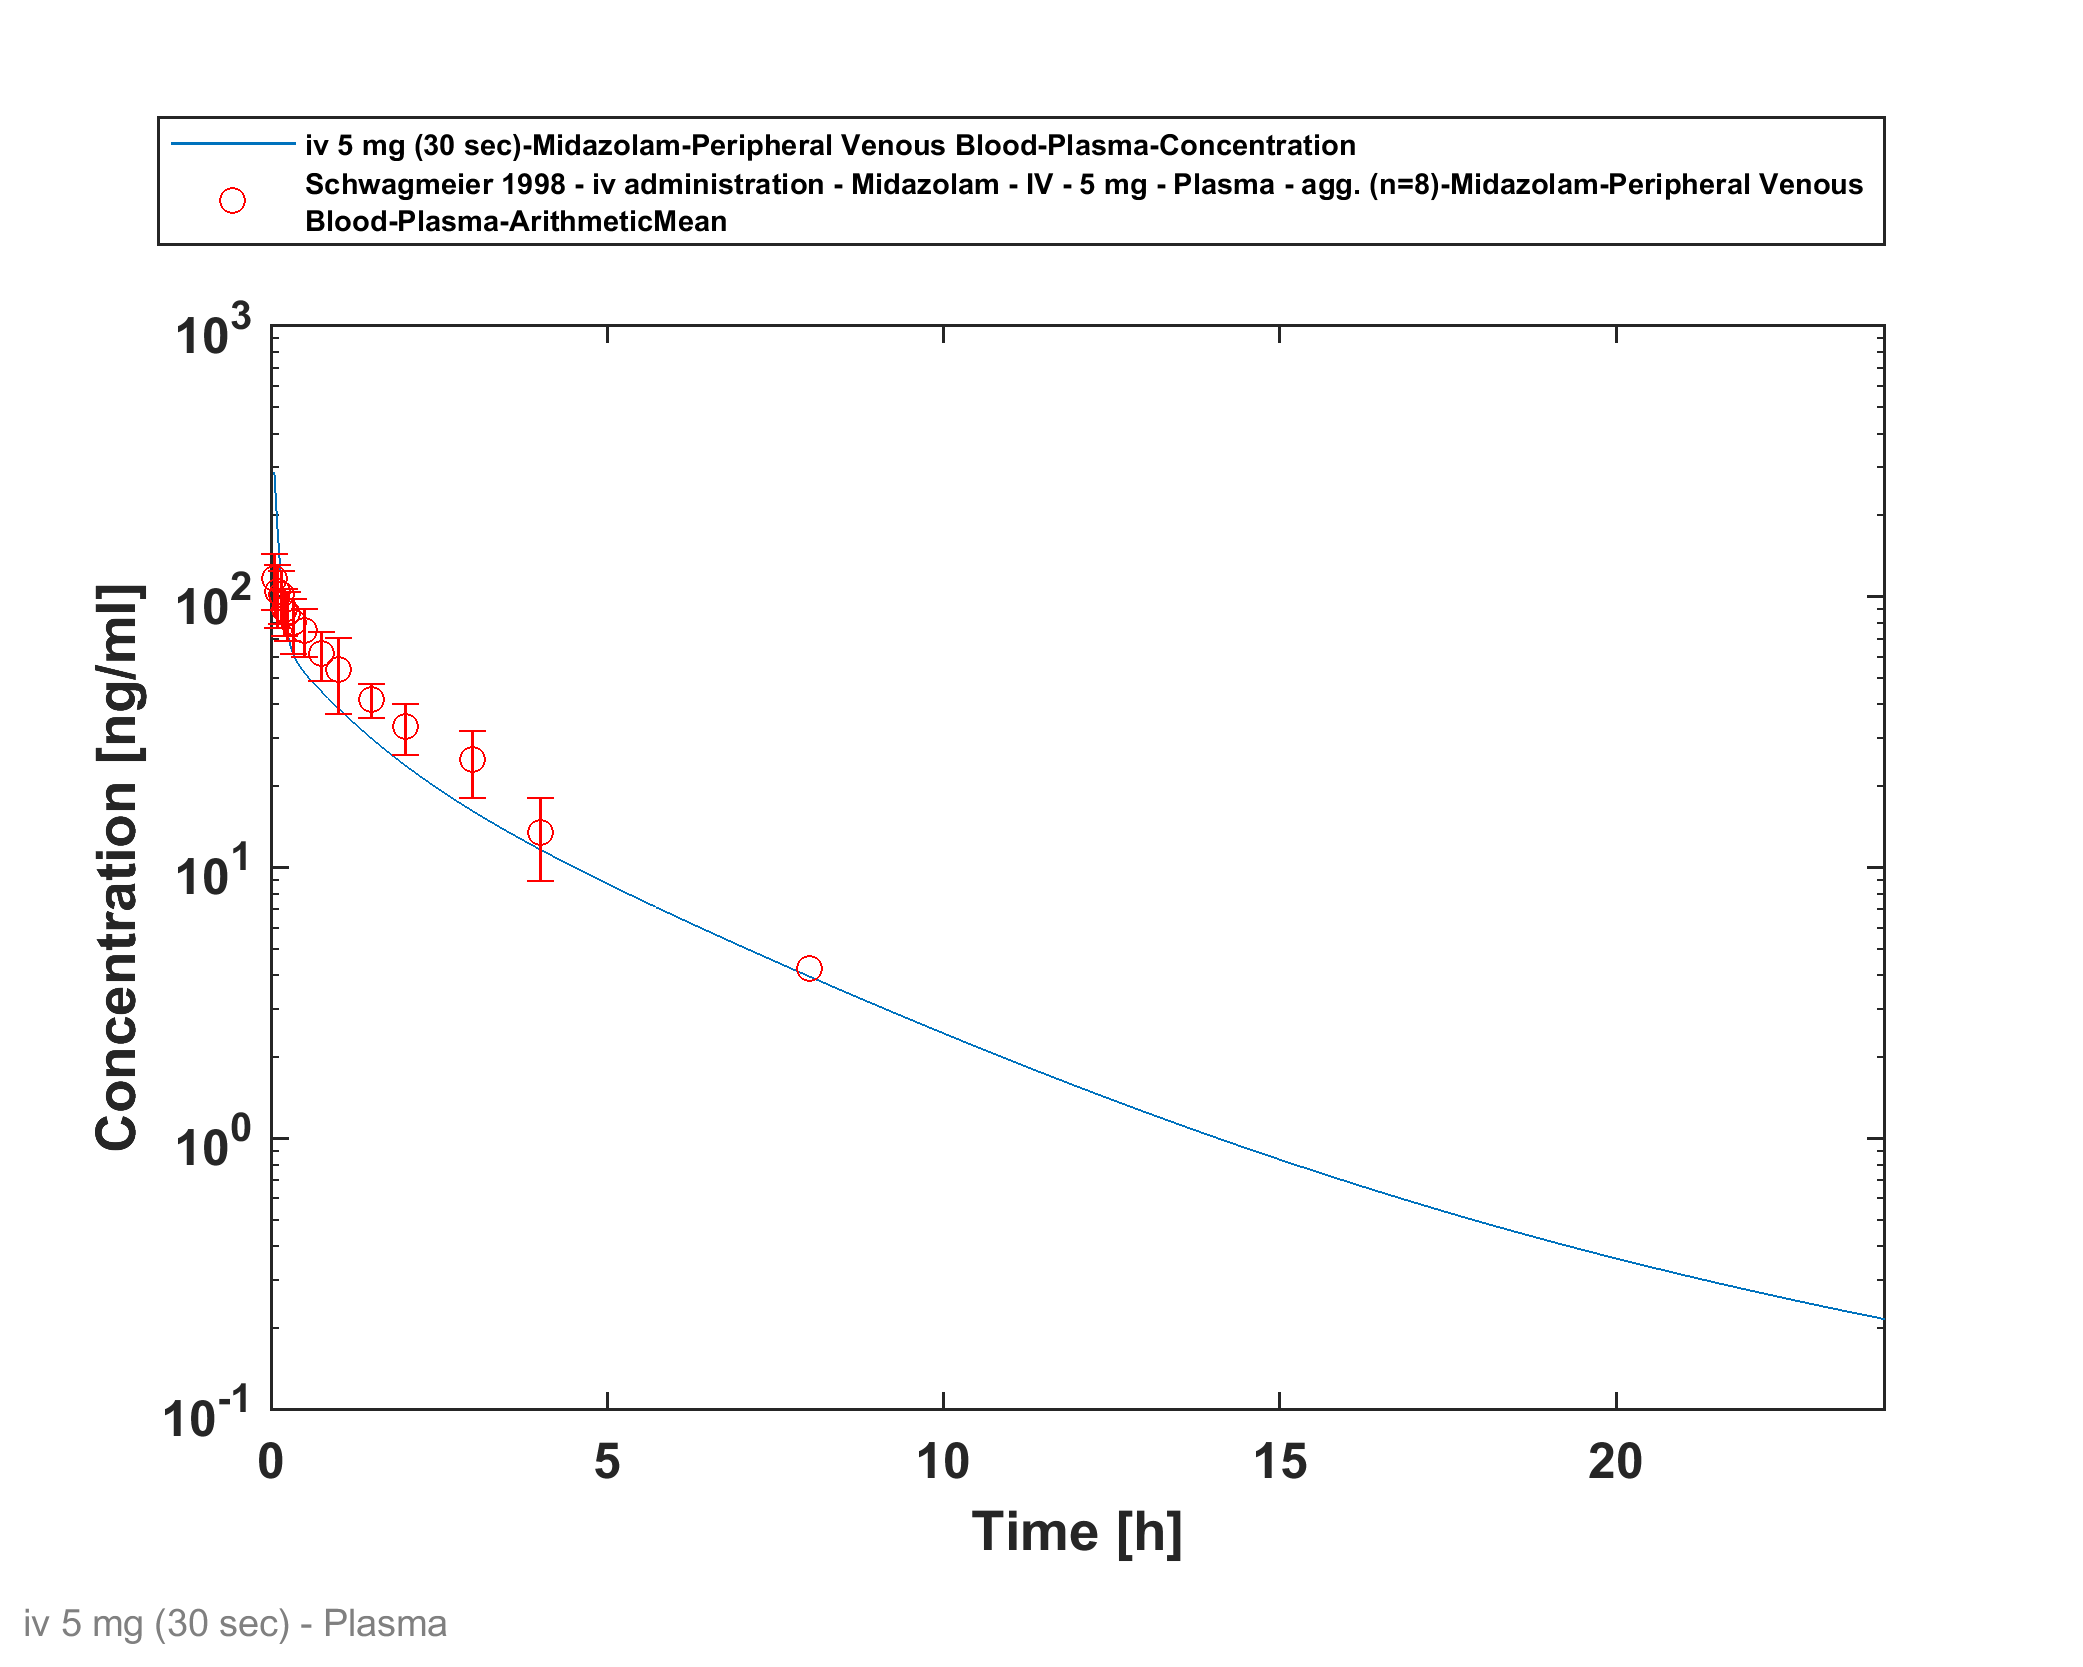 iv 5 mg (30 sec)-Midazolam-Peripheral Venous Blood-Plasma-Concentration
Schwagmeier 1998 - iv administration - Midazolam - IV - 5 mg - Plasma - agg. (n=8)-Midazolam-Peripheral Venous
Blood-Plasma-ArithmeticMean
10^3
10^2
10^1
10^0
10^-1
Concentration [ng/ml]
0 5 10 15 20
Time [h]
iv 5 mg (30 sec) - Plasma